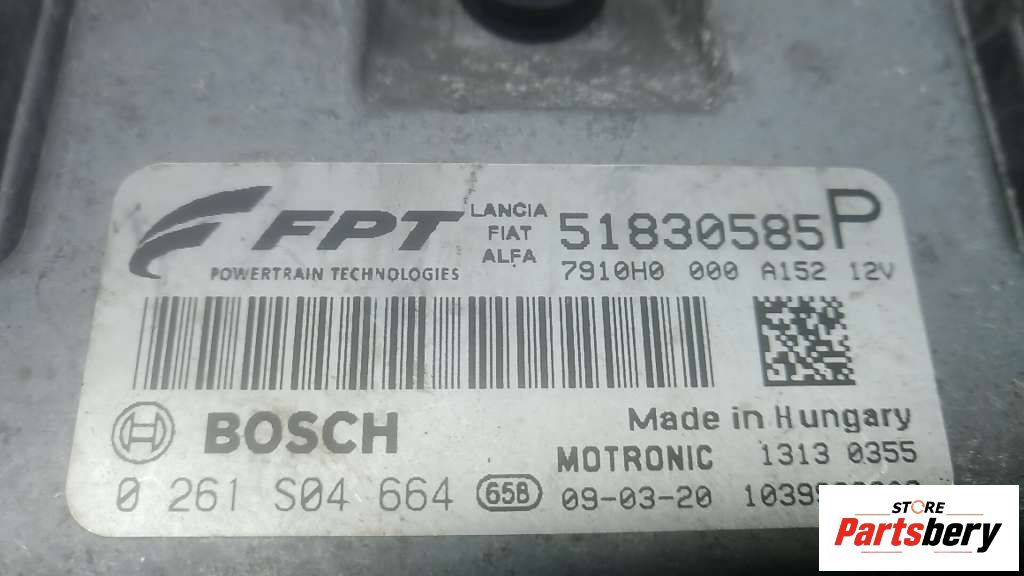 FPT
POWERTRAIN TECHNOLOGIES
LANCIA
FIAT
ALFA
51830585P
7910H0 000 A152 12V
BOSCH
Made in Hungary
MOTRONIC 1313 0355
0 261 S04 664 65B 09-03-20
STORE
Partsbery